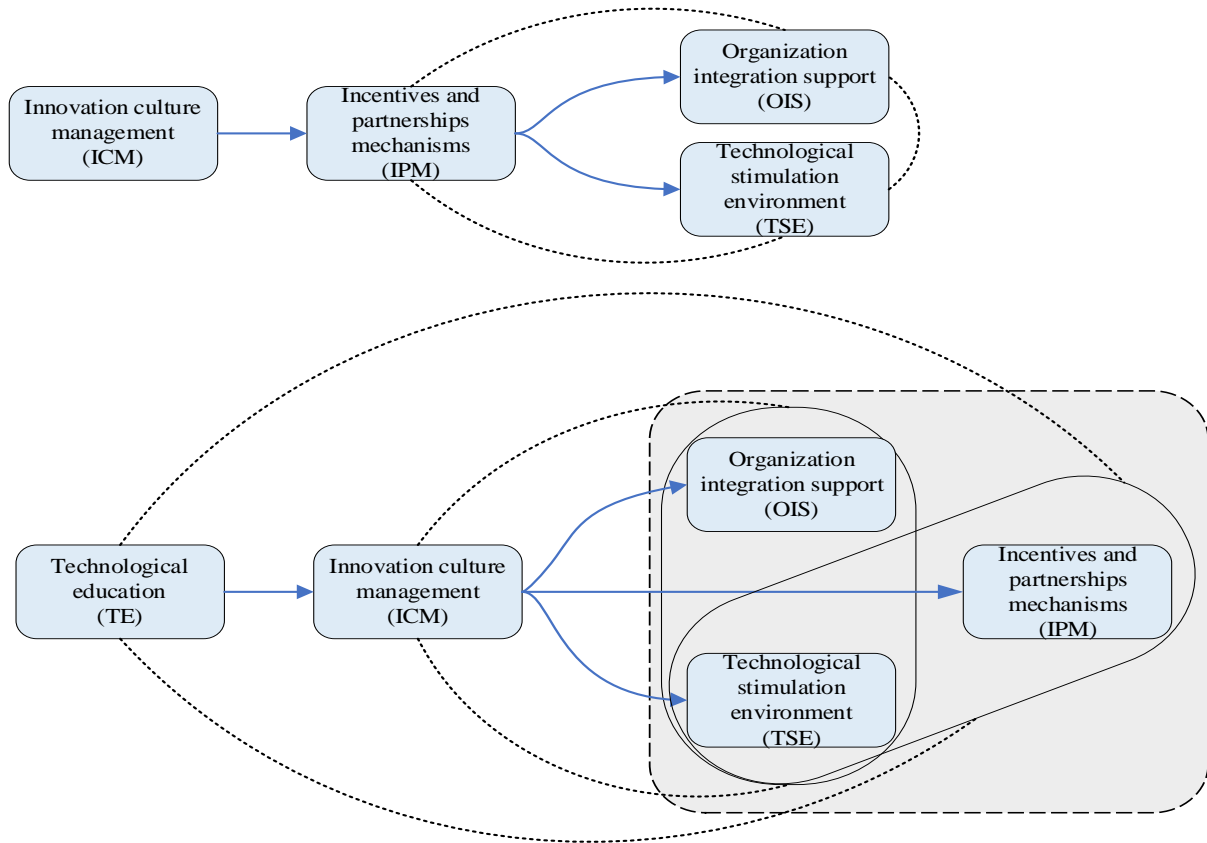 Organization
integration support
(OIS)
Innovation culture
management
(ICM)
Incentives and
partnerships
mechanisms
(IPM)
Technological
stimulation
environment
(TSE)
Organization
integration support
(OIS)
Technological
education
(TE)
Innovation culture
management
(ICM)
Incentives and
partnerships
mechanisms
(IPM)
Technological
stimulation
environment
(TSE)